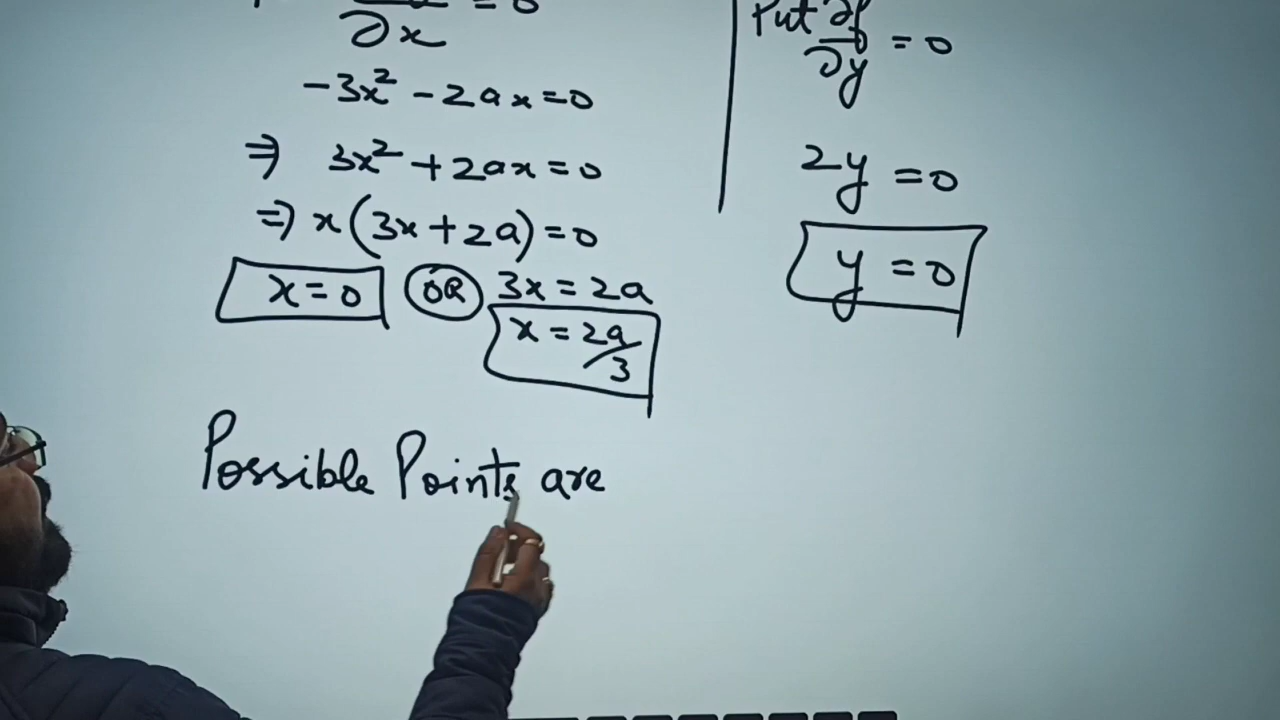 ∂x = 0
-3x² - 2ax = 0
⇒ 3x² + 2ax = 0
⇒ x(3x + 2a) = 0
x = 0 OR 3x = 2a
x = 2a/3
Put ∂f/∂y = 0
2y = 0
y = 0
Possible Points are